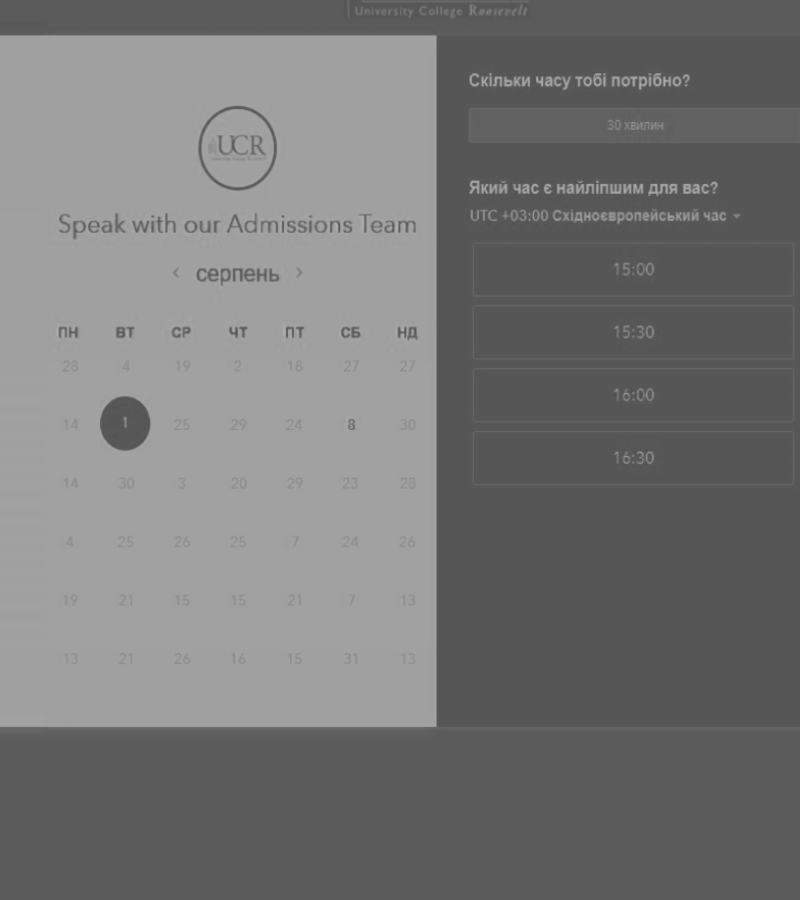 University College Roosevelt
UCR
Speak with our Admissions Team
серпень
ПН ВТ СР ЧТ ПТ СБ НД
28 4 19 2 18 27 27
14 1 25 29 24 8 30
14 30 3 20 29 23 28
4 25 26 25 7 24 26
19 21 15 15 21 7 13
13 21 26 16 15 31 13
Скільки часу тобі потрібно?
30 хвилин
Який час є найліпшим для вас?
UTC +03:00 Східноєвропейський час
15:00
15:30
16:00
16:30